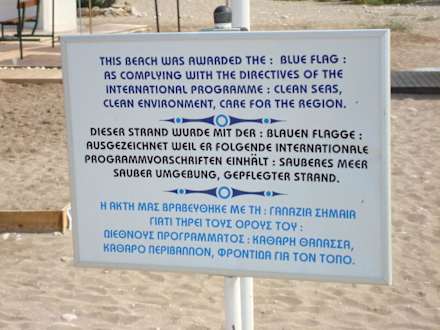 THIS BEACH WAS AWARDED THE : BLUE FLAG :
AS COMPLYING WITH THE DIRECTIVES OF THE
INTERNATIONAL PROGRAMME : CLEAN SEAS,
CLEAN ENVIRONMENT, CARE FOR THE REGION.
DIESER STRAND WURDE MIT DER : BLAUEN FLAGGE :
AUSGEZEICHNET WEIL ER FOLGENDE INTERNATIONALE
PROGRAMMVORSCHRIFTEN EINHÄLT : SAUBERES MEER
SAUBER UMGEBUNG, GEPFLEGTER STRAND.
Η ΑΚΤΗ ΜΑΣ ΒΡΑΒΕΥΘΗΚΕ ΜΕ ΤΗ : ΓΑΛΑΖΙΑ ΣΗΜΑΙΑ
ΓΙΑΤΙ ΤΗΡΕΙ ΤΟΥΣ ΟΡΟΥΣ ΤΟΥ :
ΔΙΕΘΝΟΥΣ ΠΡΟΓΡΑΜΜΑΤΟΣ : ΚΑΘΑΡΗ ΘΑΛΑΣΣΑ,
ΚΑΘΑΡΟ ΠΕΡΙΒΑΛΛΟΝ, ΦΡΟΝΤΙΔΑ ΓΙΑ ΤΟΝ ΤΟΠΟ.